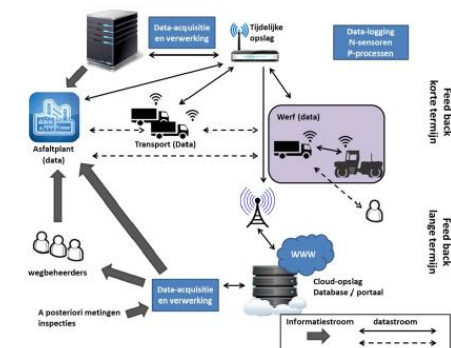 Data-acquisitie
en verwerking
Tijdelijke
opslag
Data-logging
N-sensoren
P-processen
Feed back
korte termijn
Asfaltplant
(data)
Transport (Data)
Werf (data)
Feed back
lange termijn
WWW
wegbeheerders
Data-acquisitie
en verwerking
Cloud-opslag
Database / portaal
A posteriori metingen
inspecties
Informatiestroom
datastroom